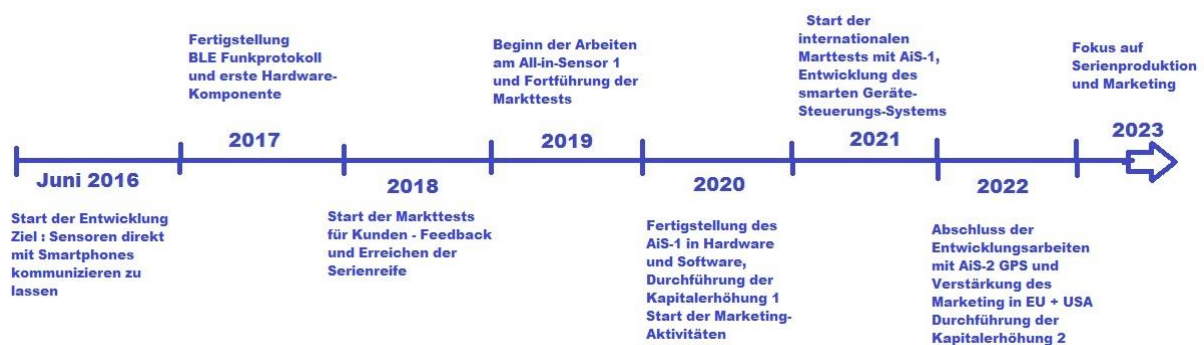 Juni 2016
Start der Entwicklung
Ziel : Sensoren direkt
mit Smartphones
kommunizieren zu
lassen
Fertigstellung
BLE Funkprotokoll
und erste Hardware-
Komponente
2017
2018
Start der Markttests
für Kunden - Feedback
und Erreichen der
Serienreife
Beginn der Arbeiten
am All-in-Sensor 1
und Fortführung der
Markttests
2019
2020
Fertigstellung des
AiS-1 in Hardware
und Software,
Durchführung der
Kapitalerhöhung 1
Start der Marketing-
Aktivitäten
Start der
internationalen
Marttests mit AiS-1,
Entwicklung des
smarten Geräte-
Steuerungs-Systems
2021
2022
Abschluss der
Entwicklungsarbeiten
mit AiS-2 GPS und
Verstärkung des
Marketing in EU + USA
Durchführung der
Kapitalerhöhung 2
Fokus auf
Serienproduktion
und Marketing
2023